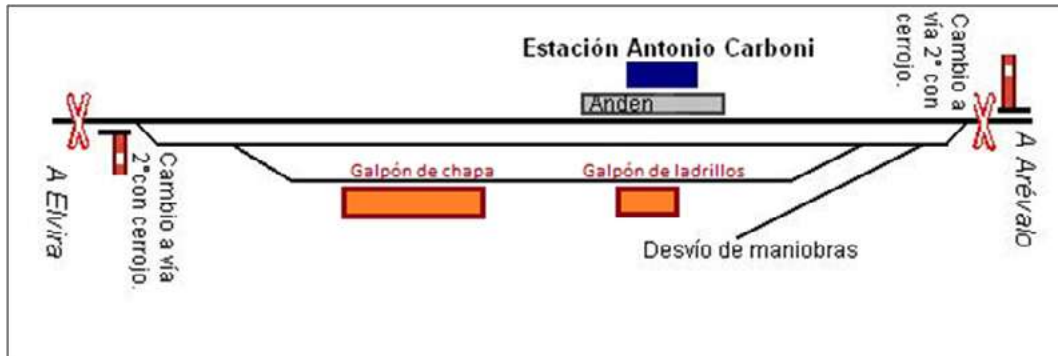 Estación Antonio Carboni
Anden
Cambio a
vía 2° con
cerrojo.
A Elvira
Cambio a vía
2°con cerrojo.
Galpón de chapa
Galpón de ladrillos
Desvío de maniobras
A Arévalo